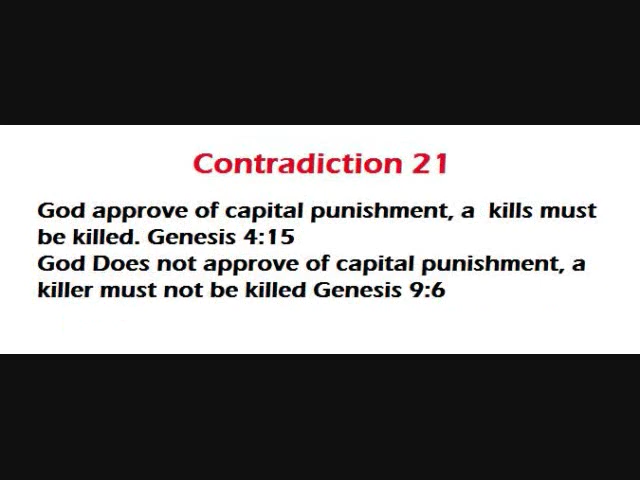 Contradiction 21
God approve of capital punishment, a kills must
be killed. Genesis 4:15
God Does not approve of capital punishment, a
killer must not be killed Genesis 9:6